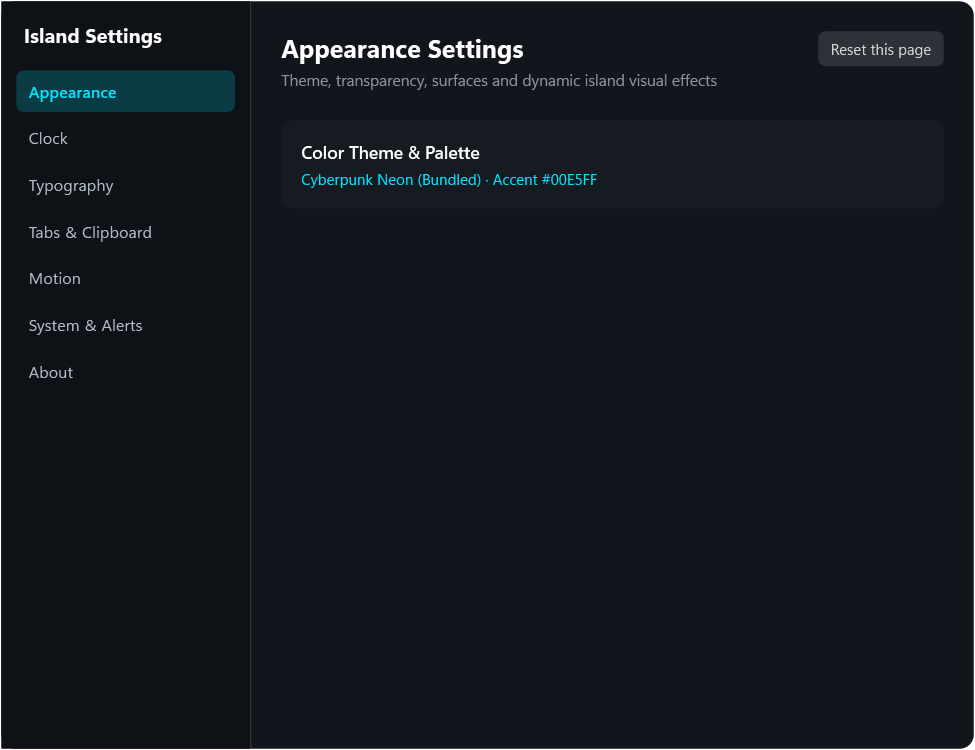 Island Settings
Appearance
Clock
Typography
Tabs & Clipboard
Motion
System & Alerts
About
Appearance Settings
Reset this page
Theme, transparency, surfaces and dynamic island visual effects
Color Theme & Palette
Cyberpunk Neon (Bundled) · Accent #00E5FF